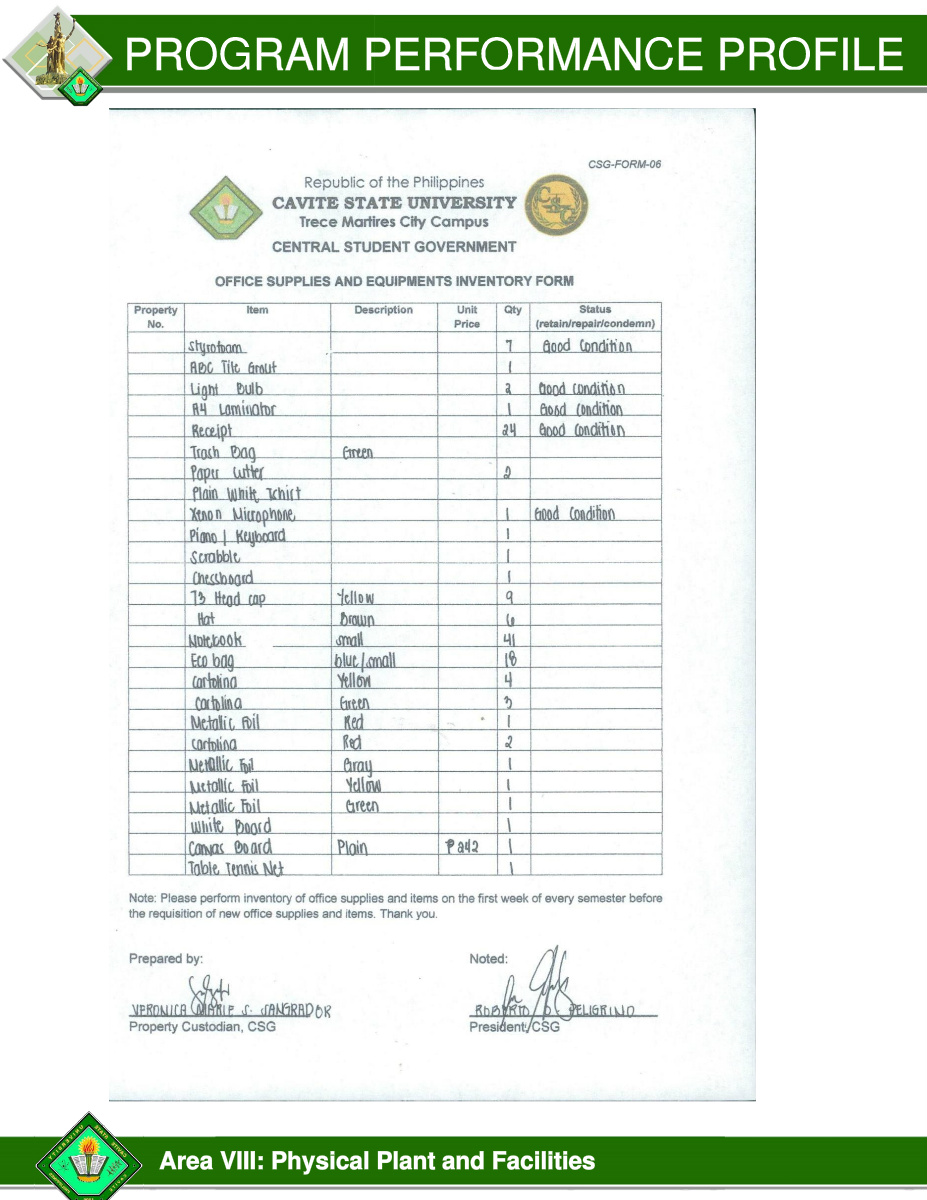 PROGRAM PERFORMANCE PROFILE
CSG-FORM-06
Republic of the Philippines
CAVITE STATE UNIVERSITY
Trece Martires City Campus
CENTRAL STUDENT GOVERNMENT
OFFICE SUPPLIES AND EQUIPMENTS INVENTORY FORM
Property No. Item Description Unit Price Qty Status (retain/repair/condemn)
Styrofoam 7 Good Condition
ABC Tile Grout 1
Light Bulb 2 Good Condition
A4 Laminator 1 Good Condition
Receipt 24 Good Condition
Trash Bag Green
Paper Cutter 2
Plain White Tshirt
Xenon Microphone 1 Good Condition
Piano | Keyboard 1
Scrabble 1
Chessboard 1
T3 Head cap Yellow 9
Hat Brown 6
Notebook small 41
Eco bag blue/small 18
Cartolina Yellow 4
Cartolina Green 3
Metallic Foil Red 1
Cartolina Red 2
Metallic Foil Gray 1
Metallic Foil Yellow 1
Metallic Foil Green 1
White Board 1
Canvas Board Plain ₱242 1
Table Tennis Net 1
Note: Please perform inventory of office supplies and items on the first week of every semester before
the requisition of new office supplies and items. Thank you.
Prepared by: Noted:
VERONICA MARIE S. SANGRADOR ROBERTO D. PELIGRINO
Property Custodian, CSG President, CSG
Area VIII: Physical Plant and Facilities